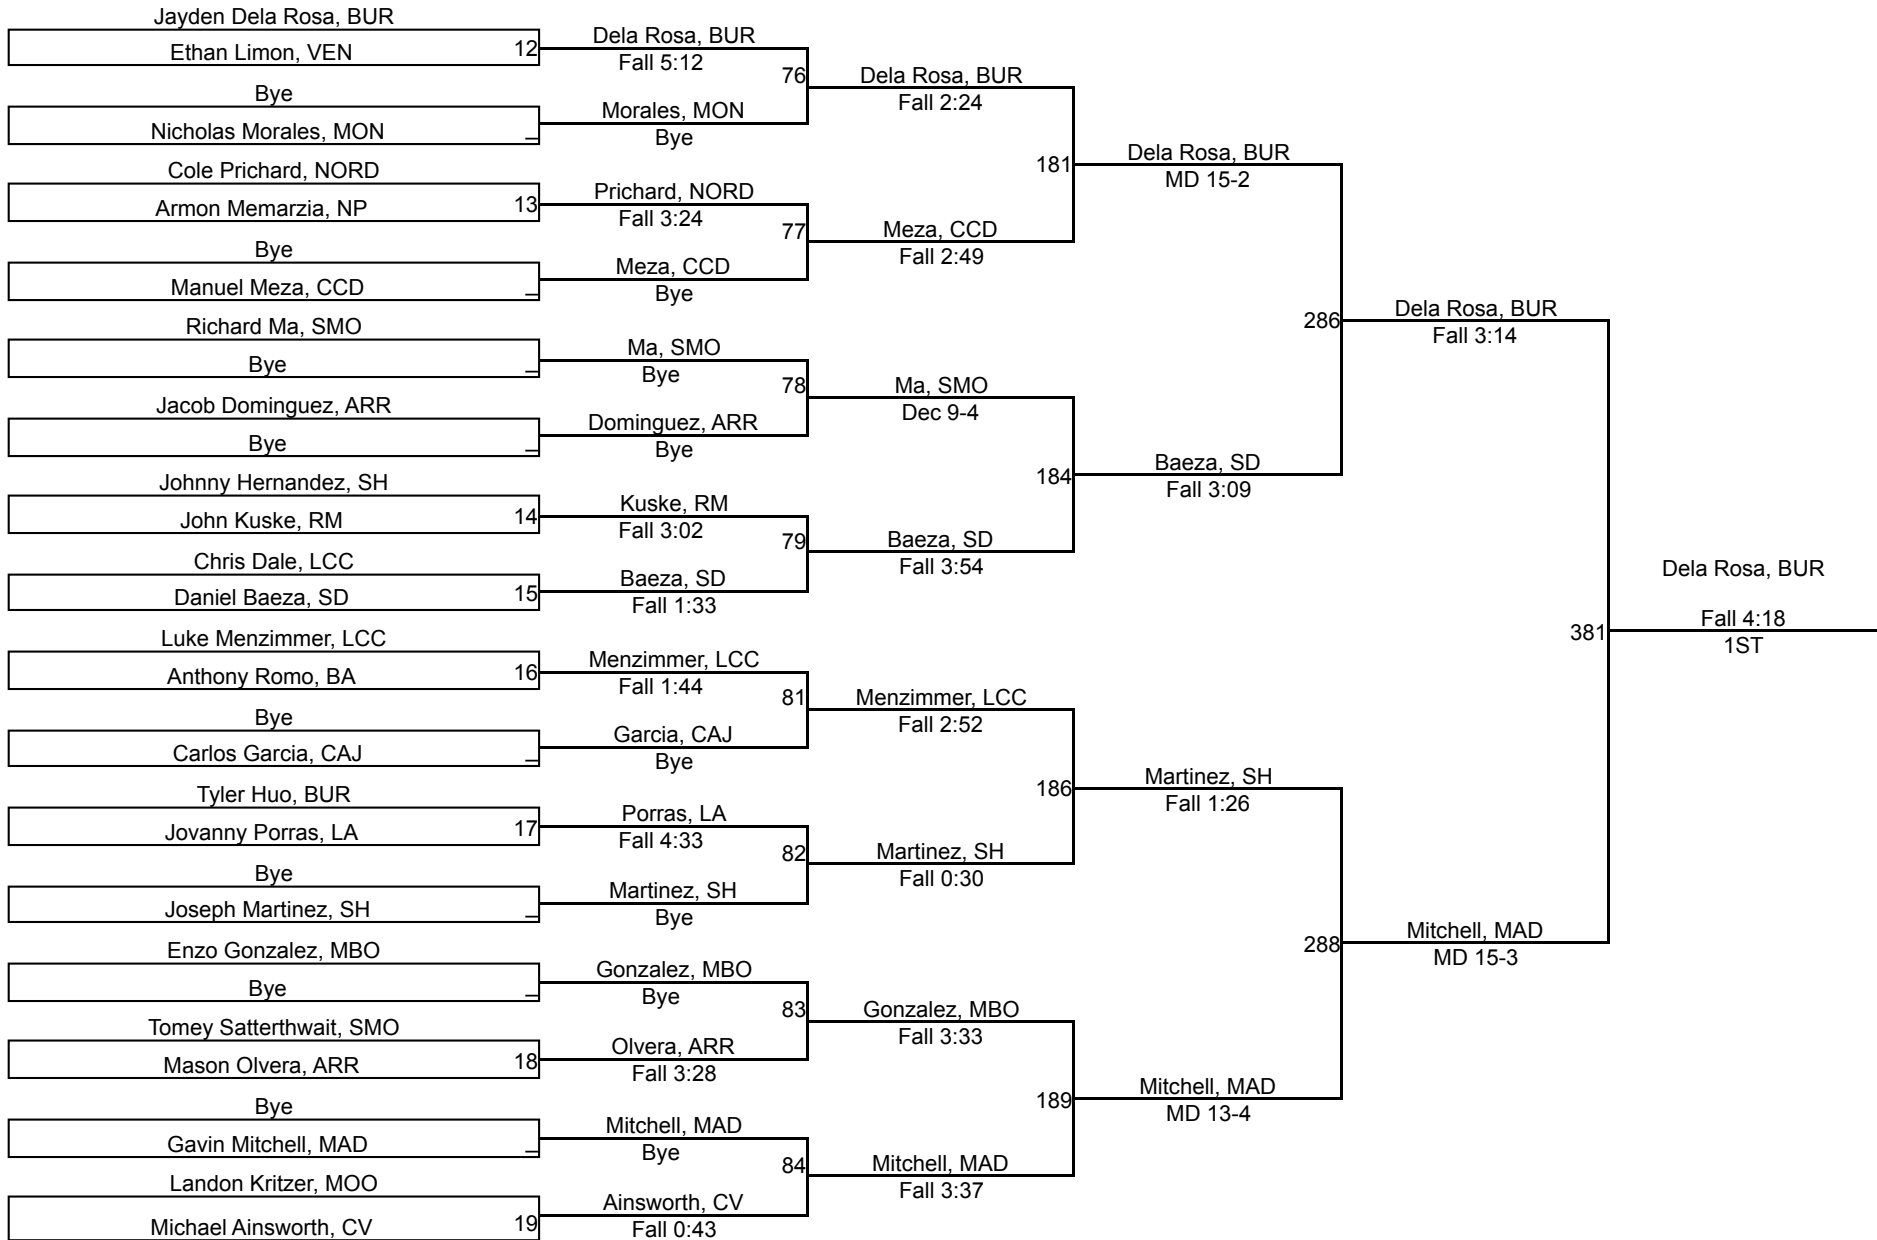 Jayden Dela Rosa, BUR
Ethan Limon, VEN
12
Bye
Nicholas Morales, MON
_
Cole Prichard, NORD
Armon Memarzia, NP
13
Bye
Manuel Meza, CCD
_
Richard Ma, SMO
Bye
_
Jacob Dominguez, ARR
Bye
_
Johnny Hernandez, SH
John Kuske, RM
14
Chris Dale, LCC
Daniel Baeza, SD
15
Luke Menzimmer, LCC
Anthony Romo, BA
16
Bye
Carlos Garcia, CAJ
_
Tyler Huo, BUR
Jovanny Porras, LA
17
Bye
Joseph Martinez, SH
_
Enzo Gonzalez, MBO
Bye
_
Tomey Satterthwait, SMO
Mason Olvera, ARR
18
Bye
Gavin Mitchell, MAD
_
Landon Kritzer, MOO
Michael Ainsworth, CV
19
Dela Rosa, BUR
Fall 5:12
76
Morales, MON
Bye
Prichard, NORD
Fall 3:24
77
Meza, CCD
Bye
Ma, SMO
Bye
78
Dominguez, ARR
Bye
Kuske, RM
Fall 3:02
79
Baeza, SD
Fall 1:33
Menzimmer, LCC
Fall 1:44
81
Garcia, CAJ
Bye
Porras, LA
Fall 4:33
82
Martinez, SH
Bye
Gonzalez, MBO
Bye
83
Olvera, ARR
Fall 3:28
Mitchell, MAD
Bye
84
Ainsworth, CV
Fall 0:43
Dela Rosa, BUR
Fall 2:24
181
Meza, CCD
Fall 2:49
Ma, SMO
Dec 9-4
184
Baeza, SD
Fall 3:54
Menzimmer, LCC
Fall 2:52
186
Martinez, SH
Fall 0:30
Gonzalez, MBO
Fall 3:33
189
Mitchell, MAD
Fall 3:37
Dela Rosa, BUR
MD 15-2
286
Baeza, SD
Fall 3:09
Martinez, SH
Fall 1:26
288
Mitchell, MAD
MD 13-4
Dela Rosa, BUR
Fall 3:14
381
Mitchell, MAD
MD 15-3
Dela Rosa, BUR
Fall 4:18
1ST